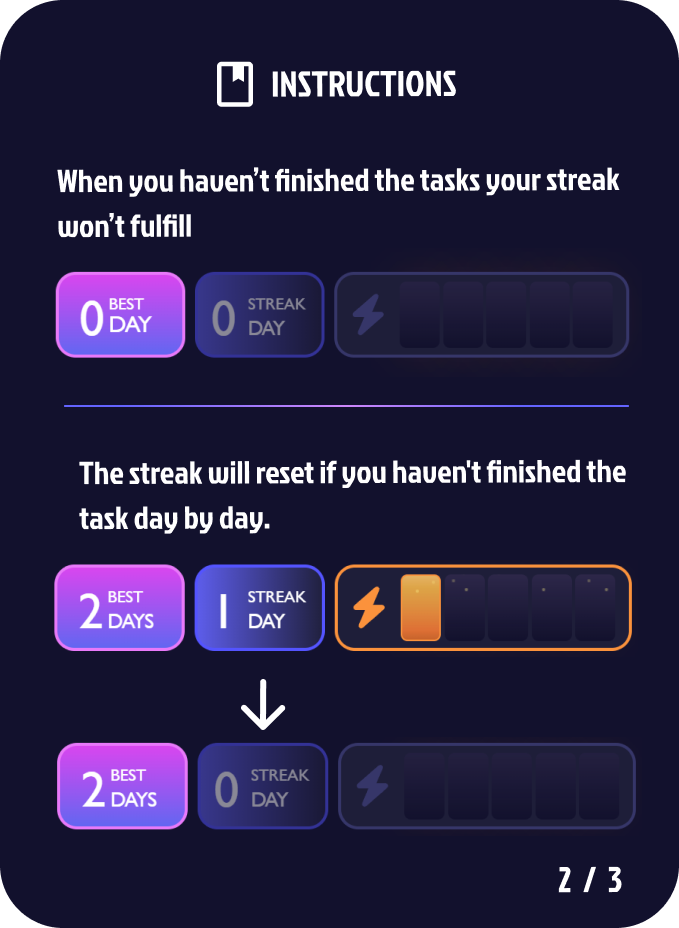 INSTRUCTIONS
When you haven’t finished the tasks your streak
won’t fulfill
0 BEST DAY
0 STREAK DAY
The streak will reset if you haven't finished the
task day by day.
2 BEST DAYS
1 STREAK DAY
2 BEST DAYS
0 STREAK DAY
2 / 3